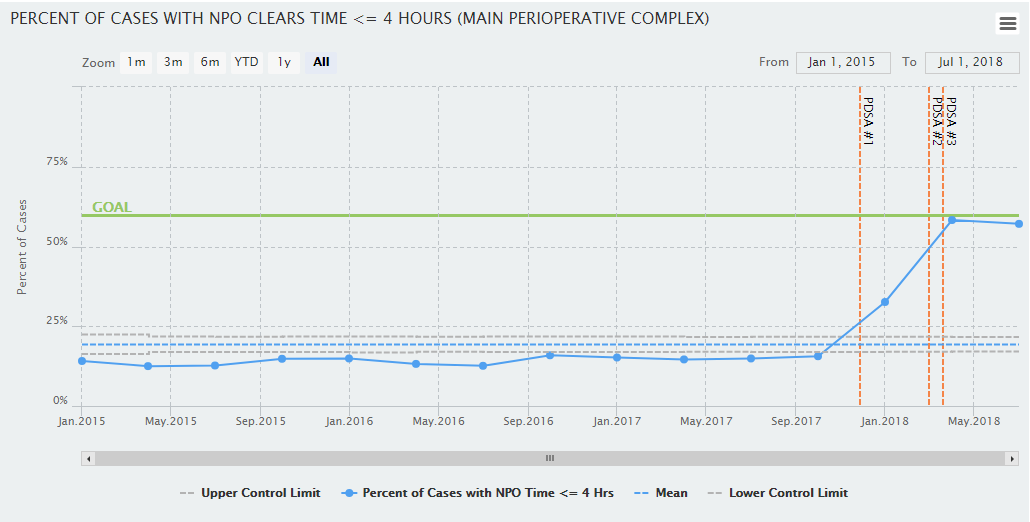 PERCENT OF CASES WITH NPO CLEARS TIME <= 4 HOURS (MAIN PERIOPERATIVE COMPLEX)
Zoom 1m 3m 6m YTD 1y All From Jan 1, 2015 To Jul 1, 2018
PDSA #1
PDSA #2
PDSA #3
75%
GOAL
50%
25%
0%
Percent of Cases
Jan.2015 May.2015 Sep.2015 Jan.2016 May.2016 Sep.2016 Jan.2017 May.2017 Sep.2017 Jan.2018 May.2018
Upper Control Limit Percent of Cases with NPO Time <= 4 Hrs Mean Lower Control Limit